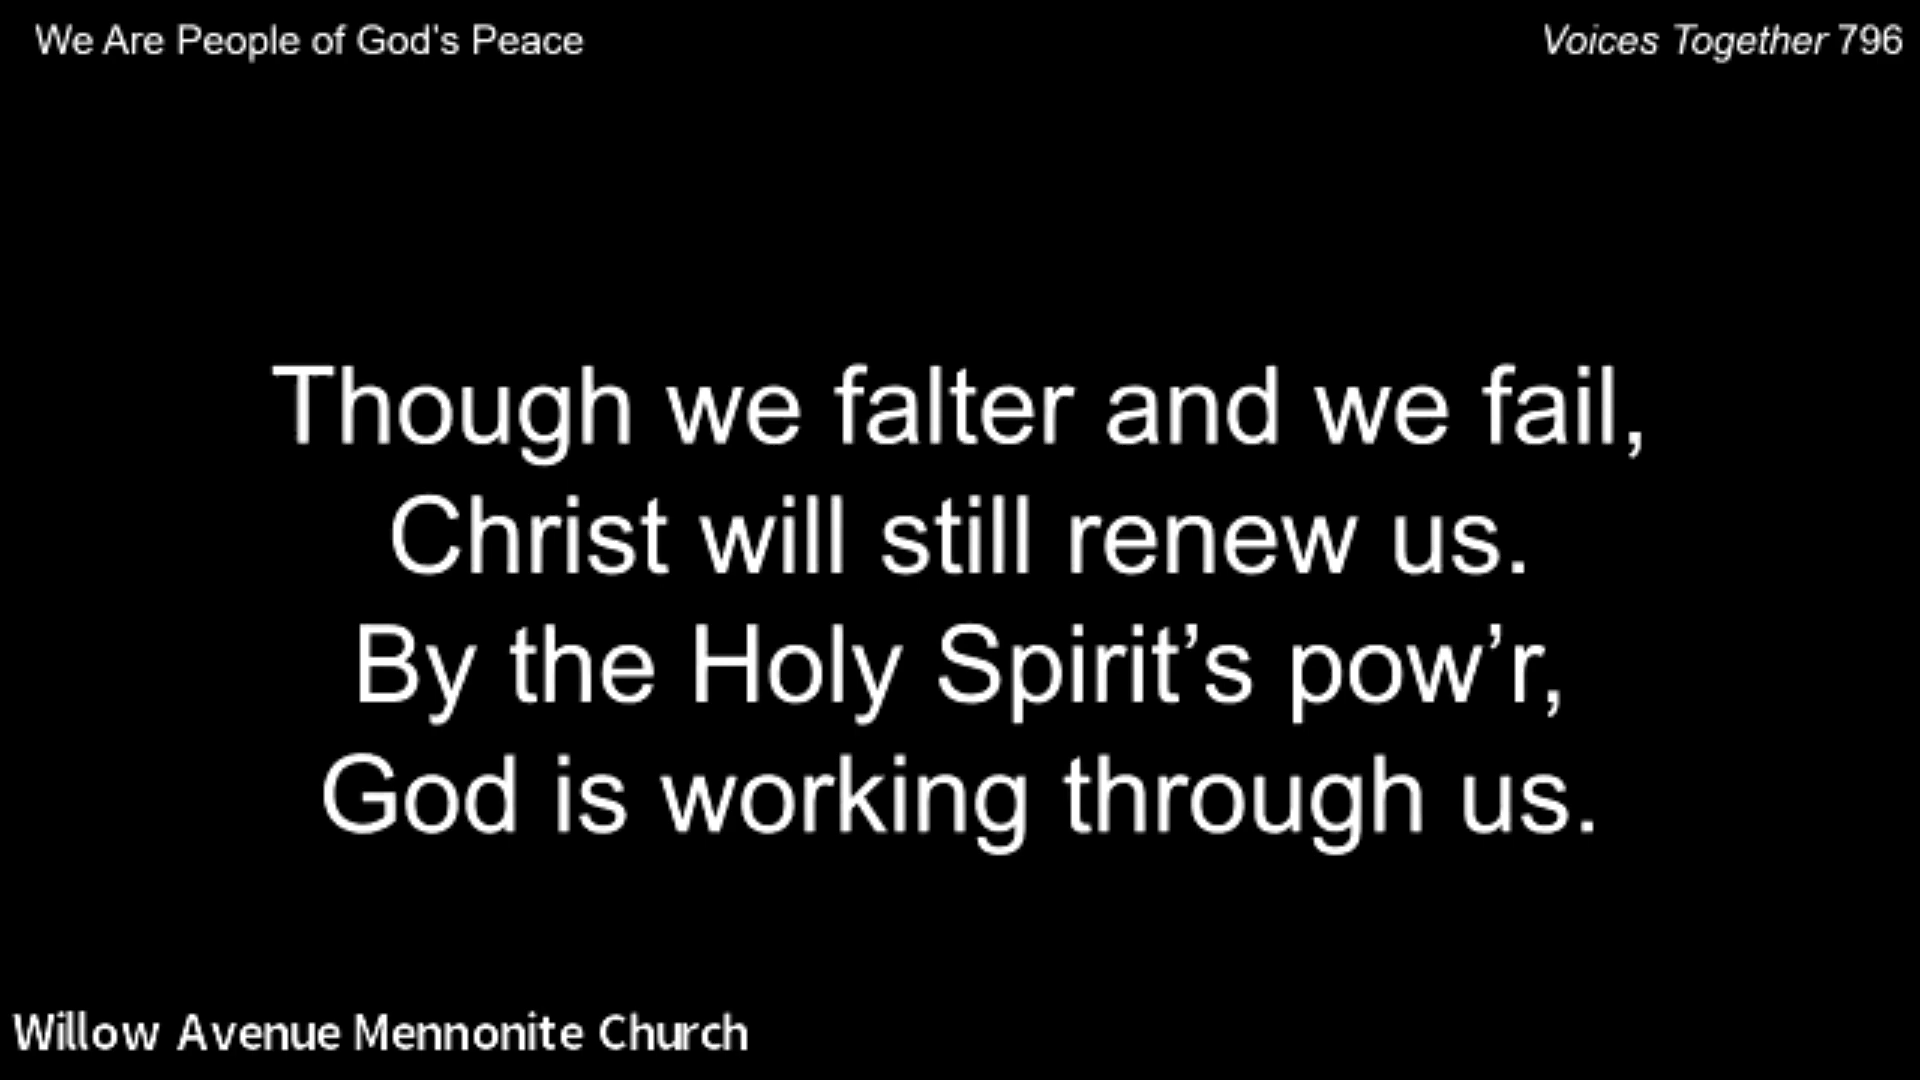 We Are People of God's Peace
Voices Together 796
Though we falter and we fail,
Christ will still renew us.
By the Holy Spirit’s pow’r,
God is working through us.
Willow Avenue Mennonite Church